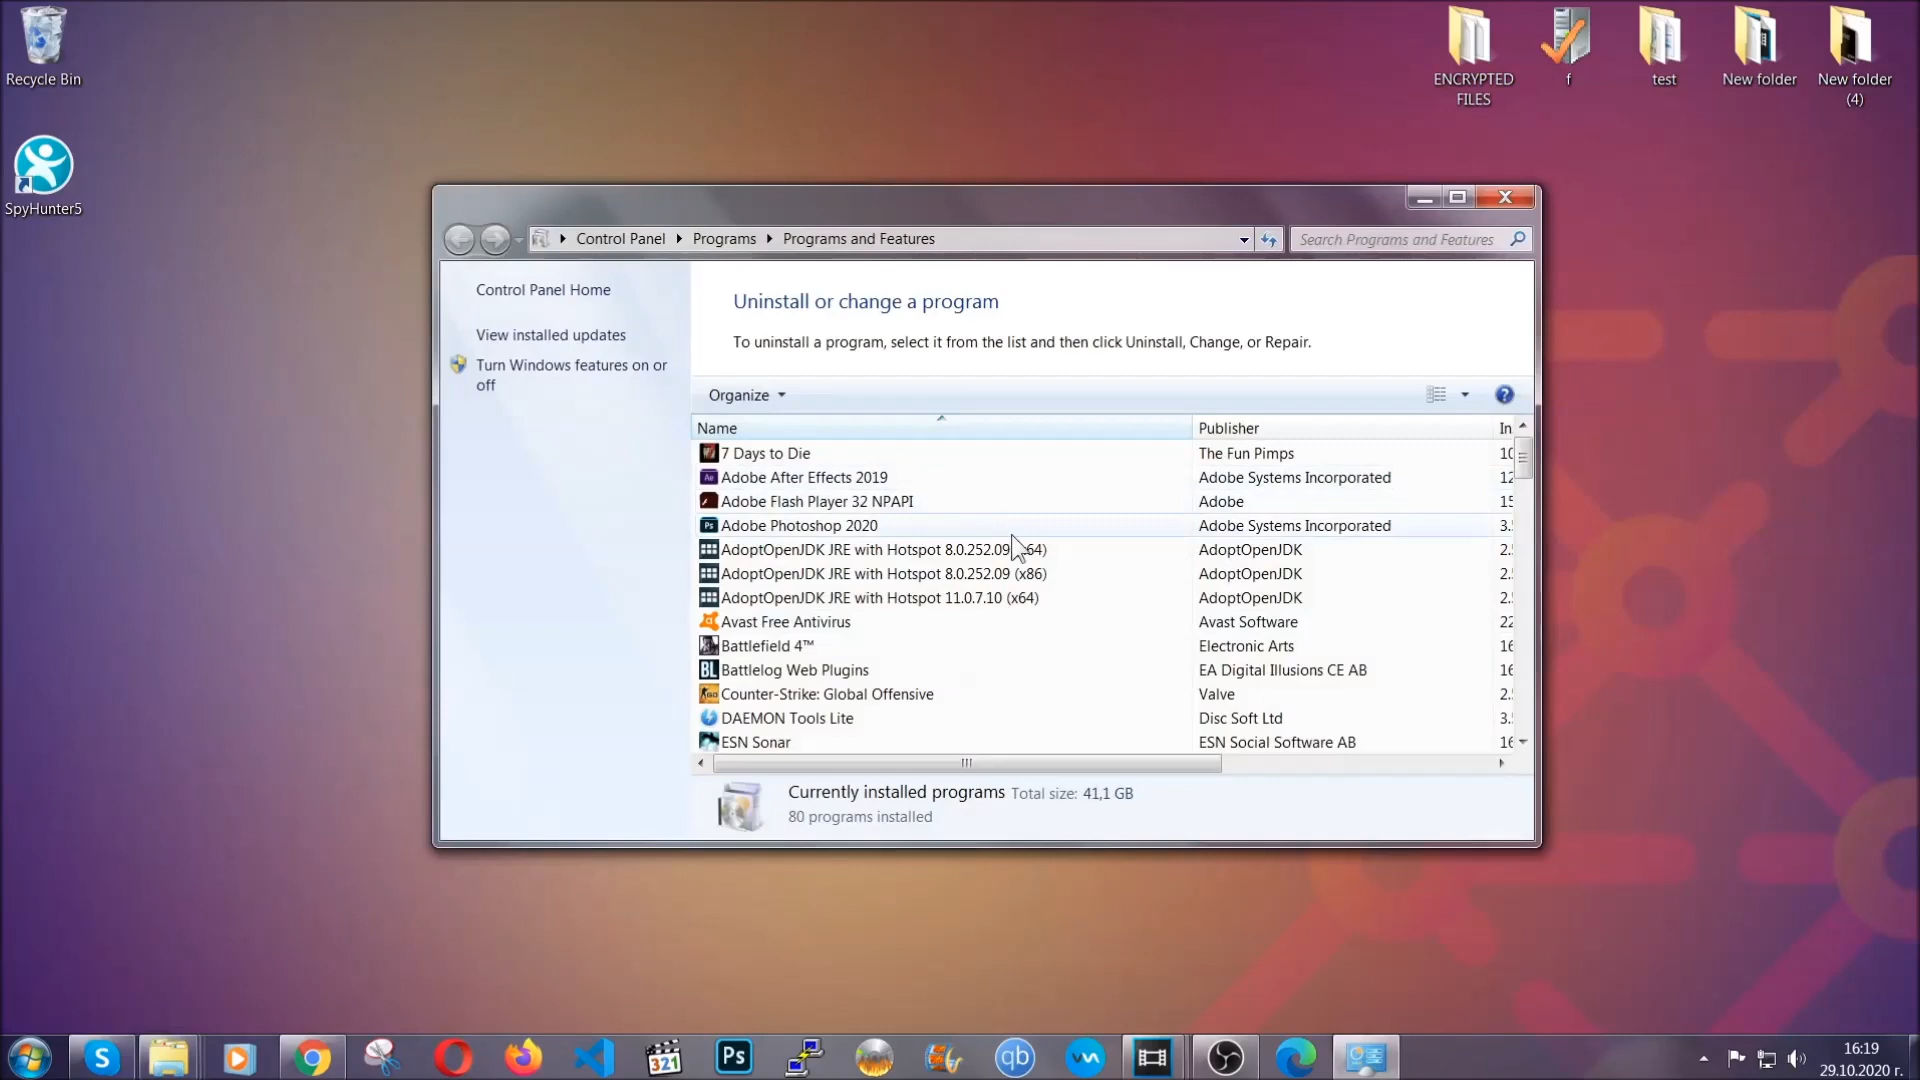 Recycle Bin
SpyHunter5
ENCRYPTED
FILES
f
test
New folder
New folder
(4)
Control Panel
Programs
Programs and Features
Search Programs and Features
Control Panel Home
View installed updates
Turn Windows features on or
off
Uninstall or change a program
To uninstall a program, select it from the list and then click Uninstall, Change, or Repair.
Organize
Name Publisher In
7 Days to Die The Fun Pimps 10
Adobe After Effects 2019 Adobe Systems Incorporated 12
Adobe Flash Player 32 NPAPI Adobe 15
Adobe Photoshop 2020 Adobe Systems Incorporated 3.
AdoptOpenJDK JRE with Hotspot 8.0.252.09 64) AdoptOpenJDK 2.
AdoptOpenJDK JRE with Hotspot 8.0.252.09 (x86) AdoptOpenJDK 2.
AdoptOpenJDK JRE with Hotspot 11.0.7.10 (x64) AdoptOpenJDK 2.
Avast Free Antivirus Avast Software 22
Battlefield 4™ Electronic Arts 16
Battlelog Web Plugins EA Digital Illusions CE AB 16
Counter-Strike: Global Offensive Valve 2.
DAEMON Tools Lite Disc Soft Ltd 3.
ESN Sonar ESN Social Software AB 16
Currently installed programs Total size: 41,1 GB
80 programs installed
16:19
29.10.2020 г.